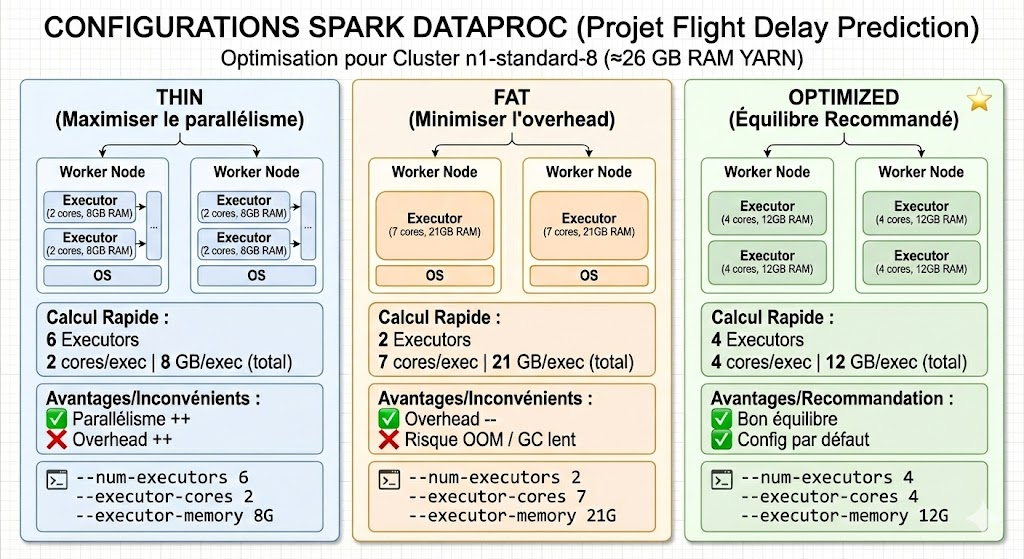 CONFIGURATIONS SPARK DATAPROC (Projet Flight Delay Prediction)
Optimisation pour Cluster n1-standard-8 (≈26 GB RAM YARN)
THIN
(Maximiser le parallélisme)
Worker Node
Executor
(2 cores, 8GB RAM)
Executor
(2 cores, 8GB RAM)
...
OS
Worker Node
Executor
(2 cores, 8GB RAM)
Executor
(2 cores, 8GB RAM)
...
OS
Calcul Rapide :
6 Executors
2 cores/exec | 8 GB/exec (total)
Avantages/Inconvénients :
✅ Parallélisme ++
❌ Overhead ++
--num-executors 6
--executor-cores 2
--executor-memory 8G
FAT
(Minimiser l'overhead)
Worker Node
Executor
(7 cores, 21GB RAM)
OS
Worker Node
Executor
(7 cores, 21GB RAM)
OS
Calcul Rapide :
2 Executors
7 cores/exec | 21 GB/exec (total)
Avantages/Inconvénients :
✅ Overhead --
❌ Risque OOM / GC lent
--num-executors 2
--executor-cores 7
--executor-memory 21G
OPTIMIZED
(Équilibre Recommandé)
Worker Node
Executor
(4 cores, 12GB RAM)
Executor
(4 cores, 12GB RAM)
Worker Node
Executor
(4 cores, 12GB RAM)
Executor
(4 cores, 12GB RAM)
Calcul Rapide :
4 Executors
4 cores/exec | 12 GB/exec (total)
Avantages/Recommandation :
✅ Bon équilibre
✅ Config par défaut
--num-executors 4
--executor-cores 4
--executor-memory 12G